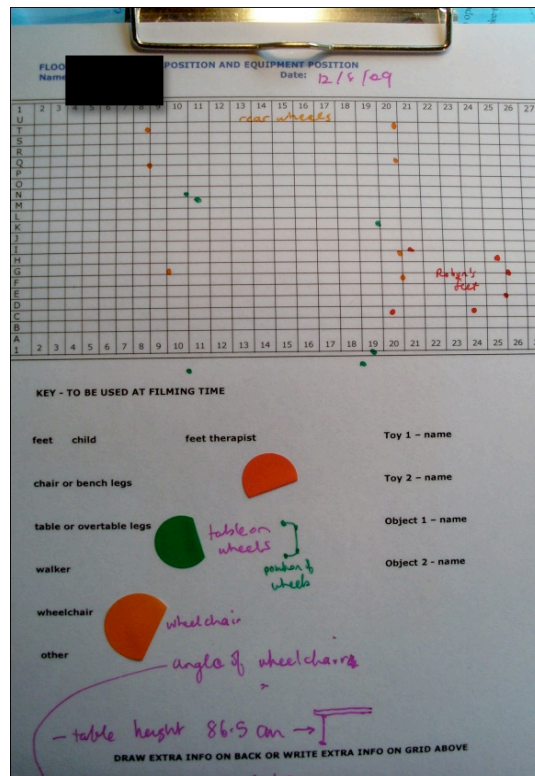 FLOO POSITION AND EQUIPMENT POSITION
Name Date: 12/8/09
1 2 3 4 5 6 7 8 9 10 11 12 13 14 15 16 17 18 19 20 21 22 23 24 25 26 27
U rear wheels
T
S
R
Q
P
O
N
M
L
K
J
I
H
G Robyn's
F feet
E
D
C
B
A
1 2 3 4 5 6 7 8 9 10 11 12 13 14 15 16 17 18 19 20 21 22 23 24 25 26
KEY - TO BE USED AT FILMING TIME
feet child feet therapist Toy 1 – name
chair or bench legs Toy 2 – name
table or overtable legs table on wheels Object 1 – name
walker position of wheels Object 2 - name
wheelchair wheelchair
other
angle of wheelchair
- table height 86.5 cm →
DRAW EXTRA INFO ON BACK OR WRITE EXTRA INFO ON GRID ABOVE